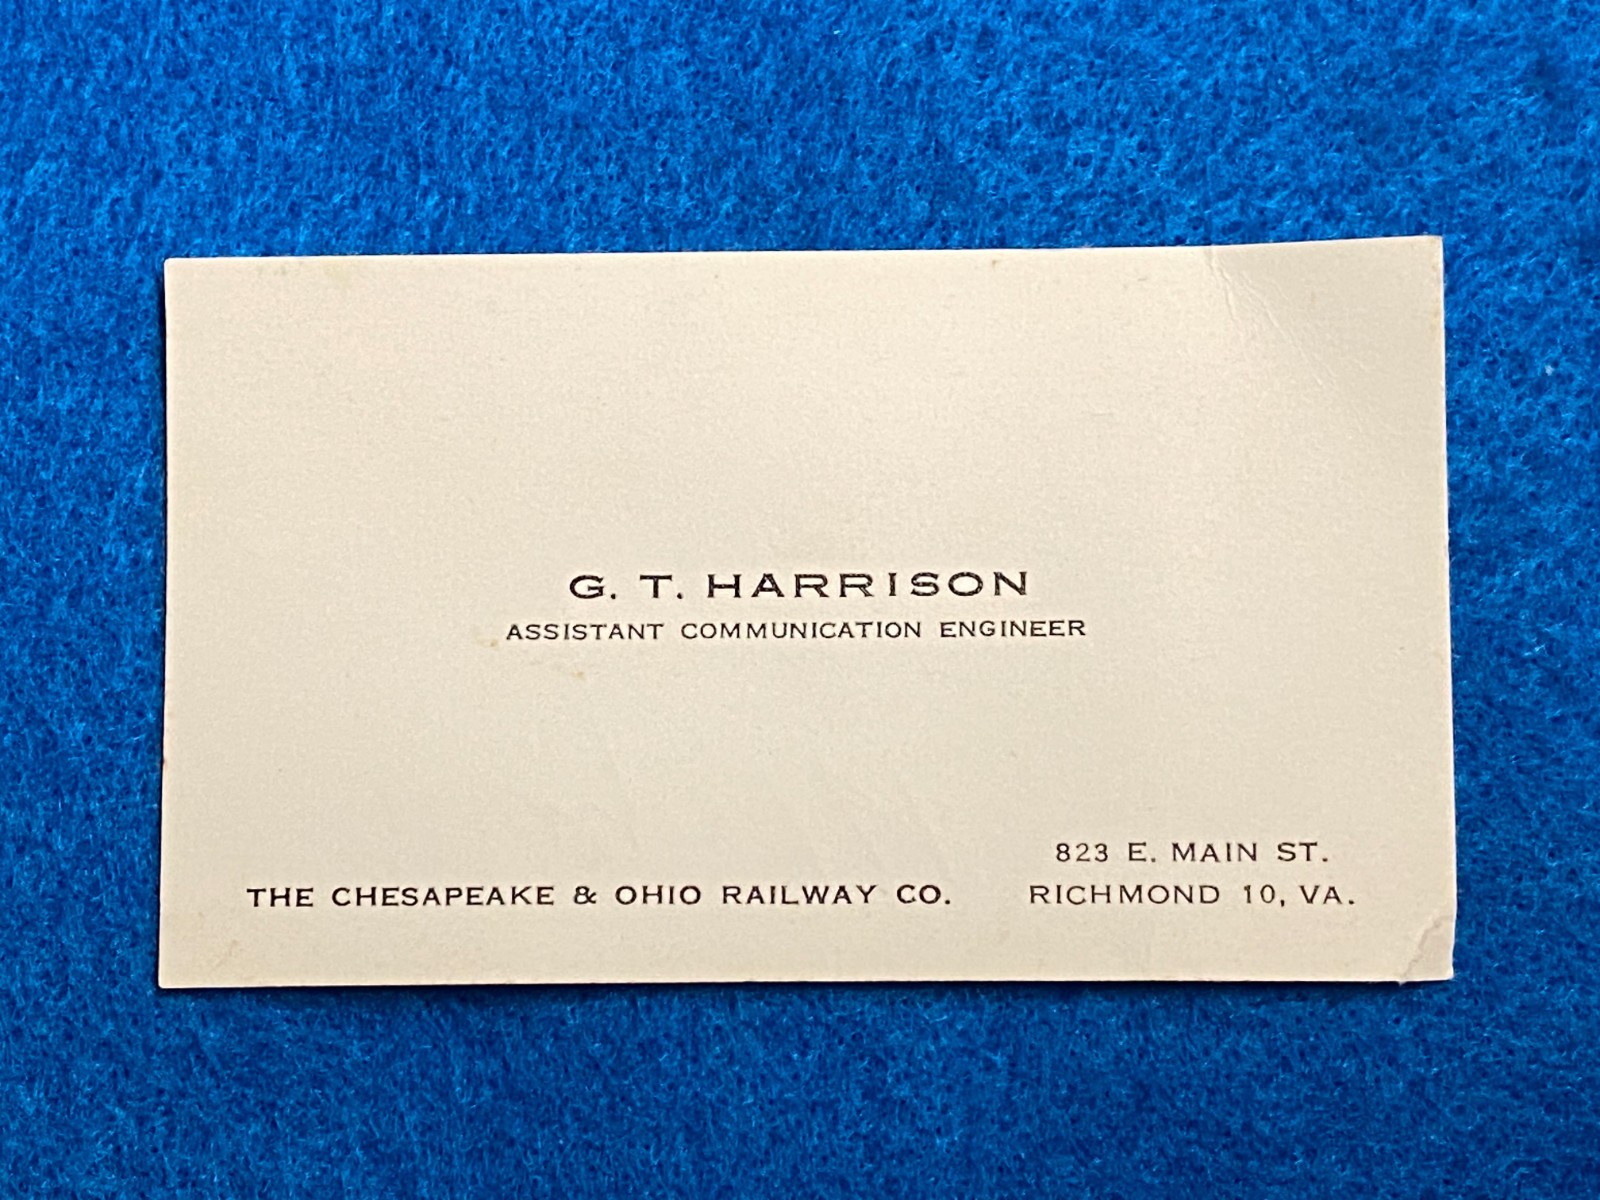 G. T. HARRISON
ASSISTANT COMMUNICATION ENGINEER
THE CHESAPEAKE & OHIO RAILWAY CO.
823 E. MAIN ST.
RICHMOND 10, VA.